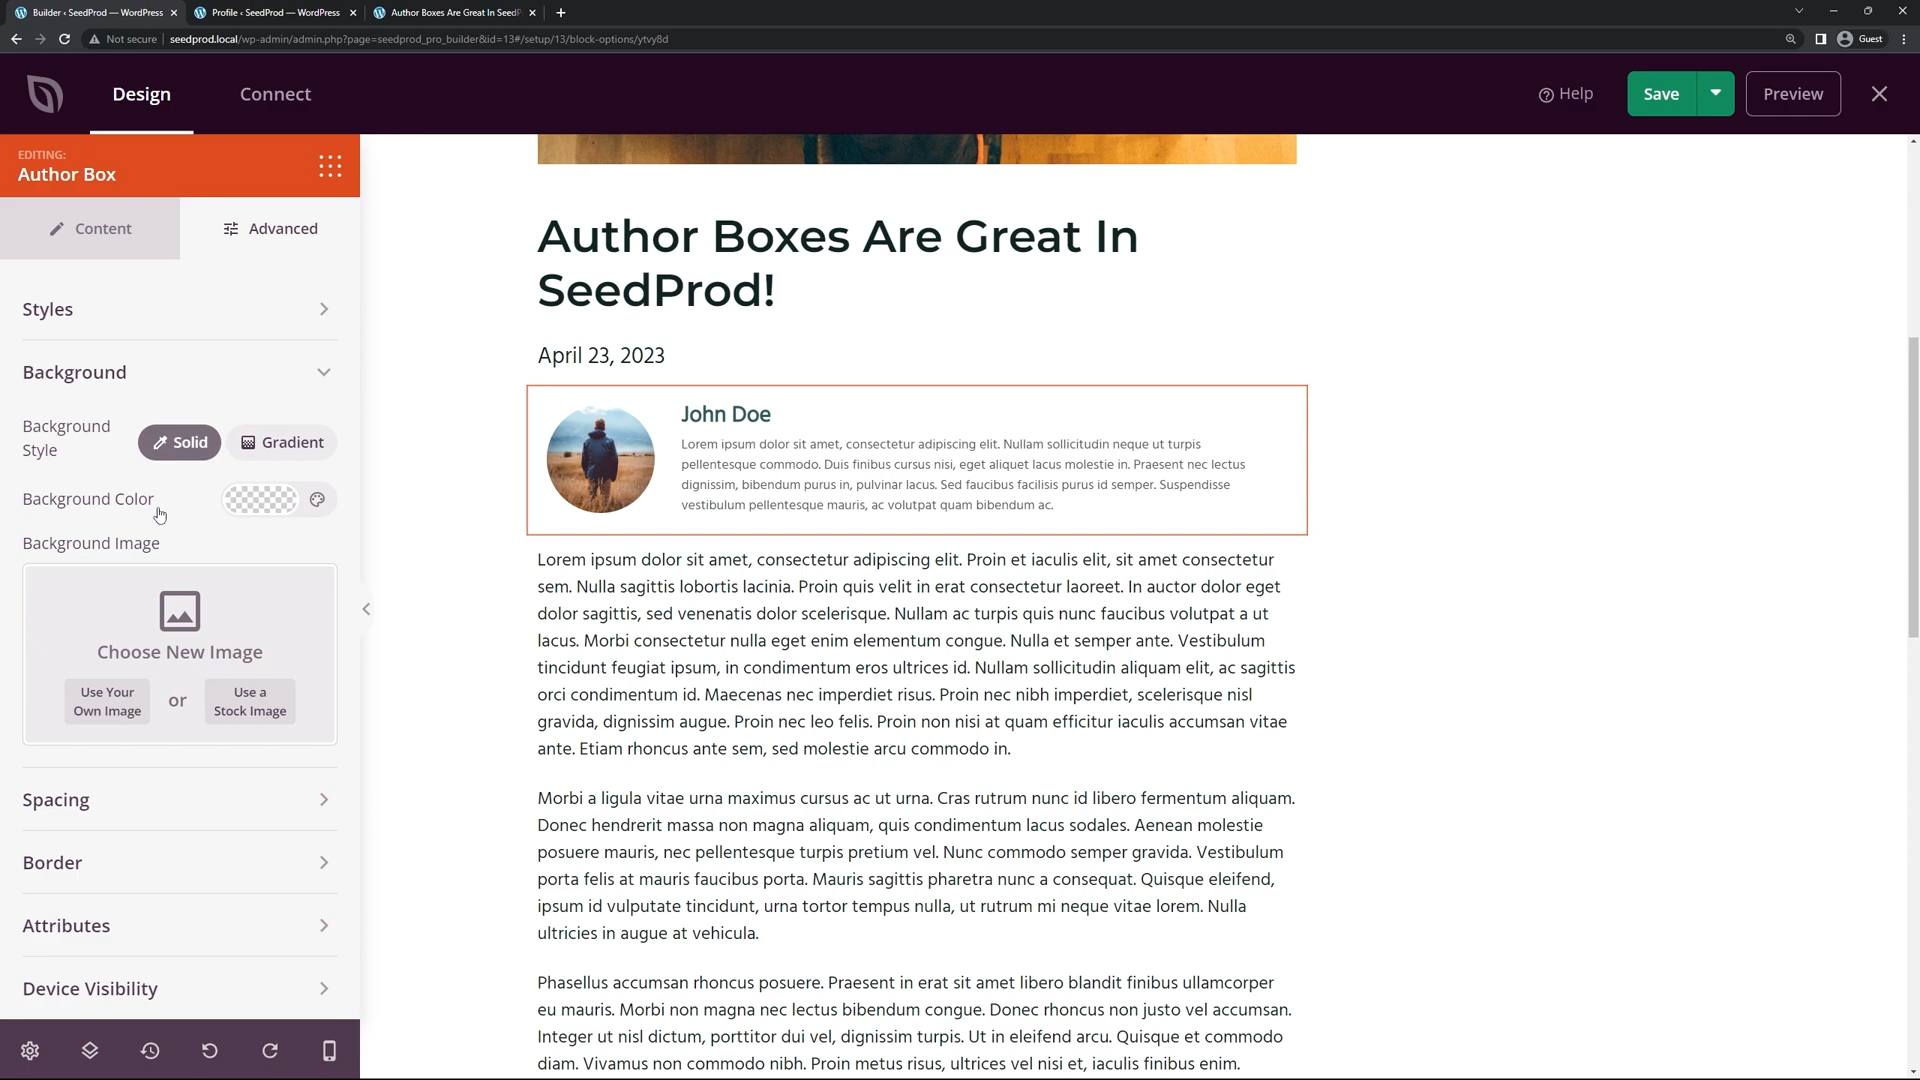 Builder < SeedProd — WordPress
Profile < SeedProd — WordPress
Author Boxes Are Great In SeedP
Not secure
seedprod.local/wp-admin/admin.php?page=seedprod_pro_builder&id=13#/setup/13/block-options/ytvy8d
Guest
Design
Connect
Help
Save
Preview
EDITING:
Author Box
Content
Advanced
Styles
Background
Background
Style
Solid
Gradient
Background Color
Background Image
Choose New Image
Use Your
Own Image
or
Use a
Stock Image
Spacing
Border
Attributes
Device Visibility
Author Boxes Are Great In
SeedProd!
April 23, 2023
John Doe
Lorem ipsum dolor sit amet, consectetur adipiscing elit. Nullam sollicitudin neque ut turpis
pellentesque commodo. Duis finibus cursus nisi, eget aliquet lacus molestie in. Praesent nec lectus
dignissim, bibendum purus in, pulvinar lacus. Sed faucibus facilisis purus id semper. Suspendisse
vestibulum pellentesque mauris, ac volutpat quam bibendum ac.
Lorem ipsum dolor sit amet, consectetur adipiscing elit. Proin et iaculis elit, sit amet consectetur
sem. Nulla sagittis lobortis lacinia. Proin quis velit in erat consectetur laoreet. In auctor dolor eget
dolor sagittis, sed venenatis dolor scelerisque. Nullam ac turpis quis nunc faucibus volutpat a ut
lacus. Morbi consectetur nulla eget enim elementum congue. Nulla et semper ante. Vestibulum
tincidunt feugiat ipsum, in condimentum eros ultrices id. Nullam sollicitudin aliquam elit, ac sagittis
orci condimentum id. Maecenas nec imperdiet risus. Proin nec nibh imperdiet, scelerisque nisl
gravida, dignissim augue. Proin nec leo felis. Proin non nisi at quam efficitur iaculis accumsan vitae
ante. Etiam rhoncus ante sem, sed molestie arcu commodo in.
Morbi a ligula vitae urna maximus cursus ac ut urna. Cras rutrum nunc id libero fermentum aliquam.
Donec hendrerit massa non magna aliquam, quis condimentum lacus sodales. Aenean molestie
posuere mauris, nec pellentesque turpis pretium vel. Nunc commodo semper gravida. Vestibulum
porta felis at mauris faucibus porta. Mauris sagittis pharetra nunc a consequat. Quisque eleifend,
ipsum id vulputate tincidunt, urna tortor tempus nulla, ut rutrum mi neque vitae lorem. Nulla
ultricies in augue at vehicula.
Phasellus accumsan rhoncus posuere. Praesent in erat sit amet libero blandit finibus ullamcorper
eu mauris. Morbi non magna nec lectus bibendum congue. Donec rhoncus non justo vel accumsan.
Integer ut nisl dictum, porttitor dui vel, dignissim turpis. Ut in eleifend arcu. Quisque et commodo
diam. Vivamus non commodo nibh. Proin metus risus, ultrices vel nisi et, iaculis finibus enim.